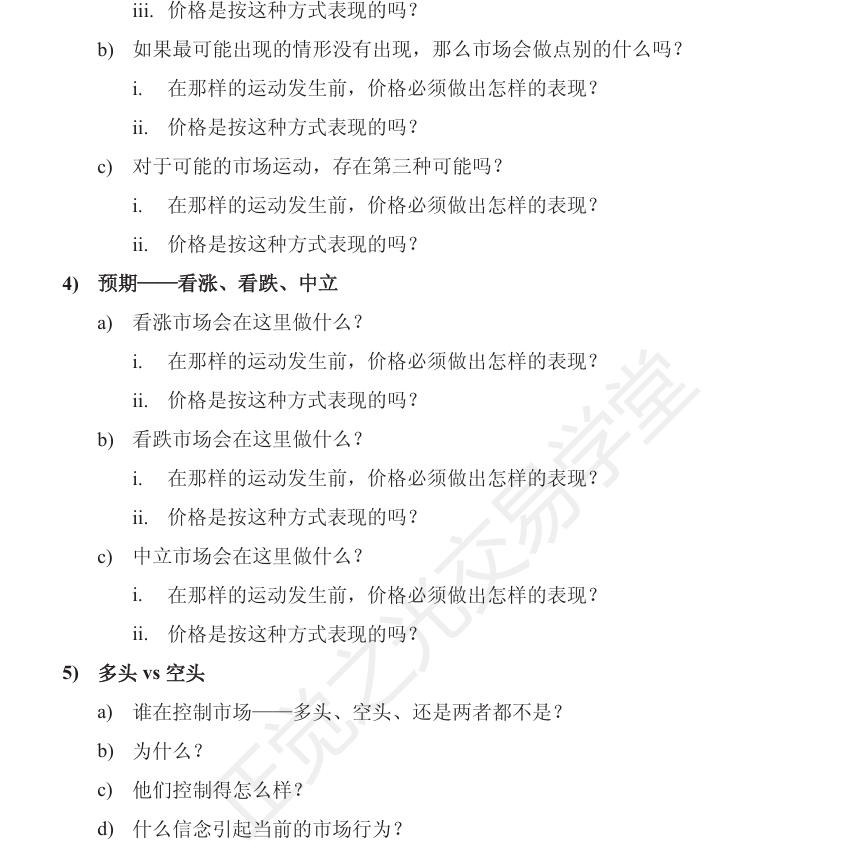 iii. 价格是按这种方式表现的吗？
b) 如果最可能出现的情形没有出现，那么市场会做点别的什么吗？
i. 在那样的运动发生前，价格必须做出怎样的表现？
ii. 价格是按这种方式表现的吗？
c) 对于可能的市场运动，存在第三种可能吗？
i. 在那样的运动发生前，价格必须做出怎样的表现？
ii. 价格是按这种方式表现的吗？
4) 预期——看涨、看跌、中立
a) 看涨市场会在这里做什么？
i. 在那样的运动发生前，价格必须做出怎样的表现？
ii. 价格是按这种方式表现的吗？
b) 看跌市场会在这里做什么？
i. 在那样的运动发生前，价格必须做出怎样的表现？
ii. 价格是按这种方式表现的吗？
c) 中立市场会在这里做什么？
i. 在那样的运动发生前，价格必须做出怎样的表现？
ii. 价格是按这种方式表现的吗？
5) 多头 vs 空头
a) 谁在控制市场——多头、空头、还是两者都不是？
b) 为什么？
c) 他们控制得怎么样？
d) 什么信念引起当前的市场行为？
正觉之光交易学堂